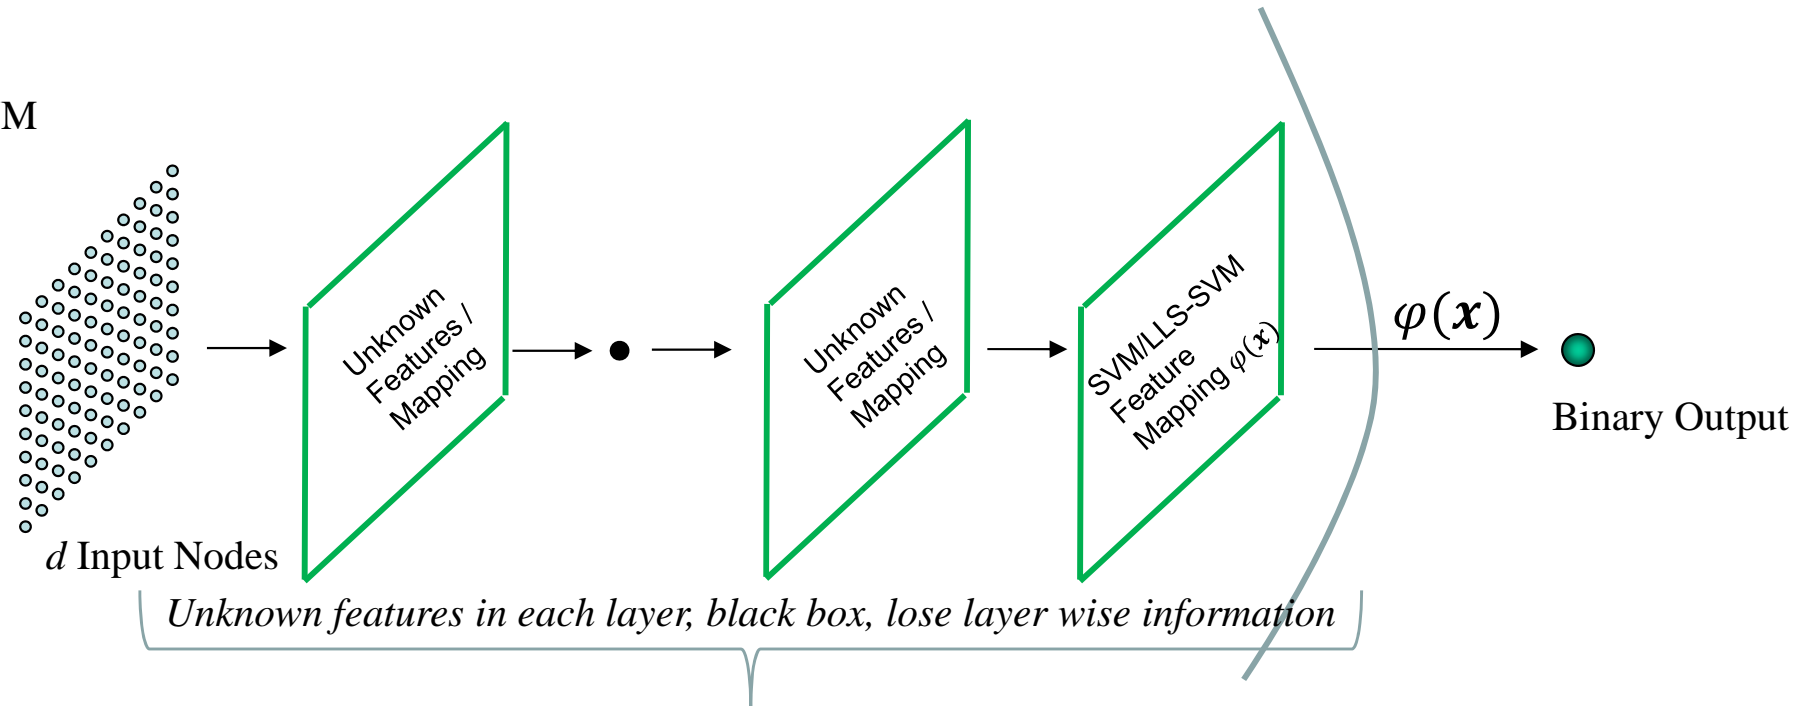 M
d Input Nodes
Unknown
Features /
Mapping
Unknown
Features /
Mapping
SVM/LLS-SVM
Feature
Mapping φ(x)
φ(x)
Binary Output
Unknown features in each layer, black box, lose layer wise information